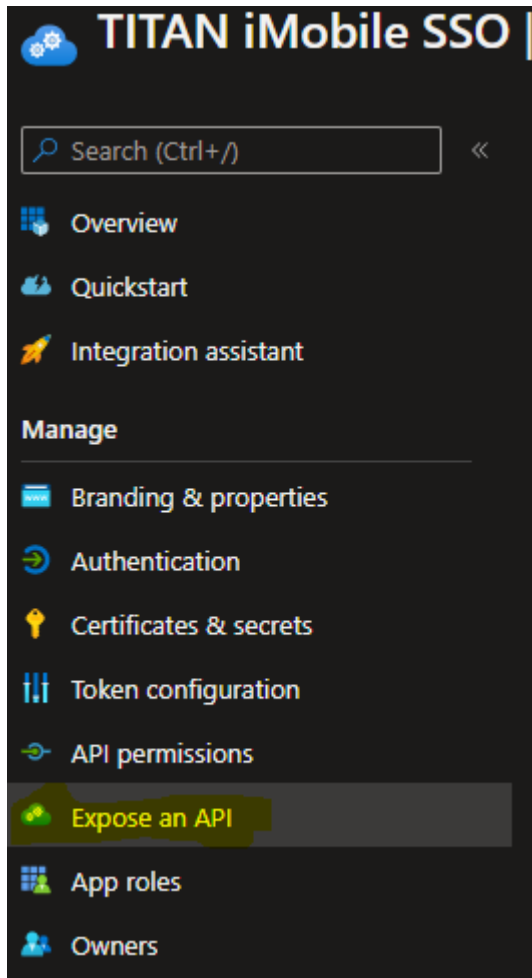 TITAN iMobile SSO |
Search (Ctrl+/)
Overview
Quickstart
Integration assistant
Manage
Branding & properties
Authentication
Certificates & secrets
Token configuration
API permissions
Expose an API
App roles
Owners